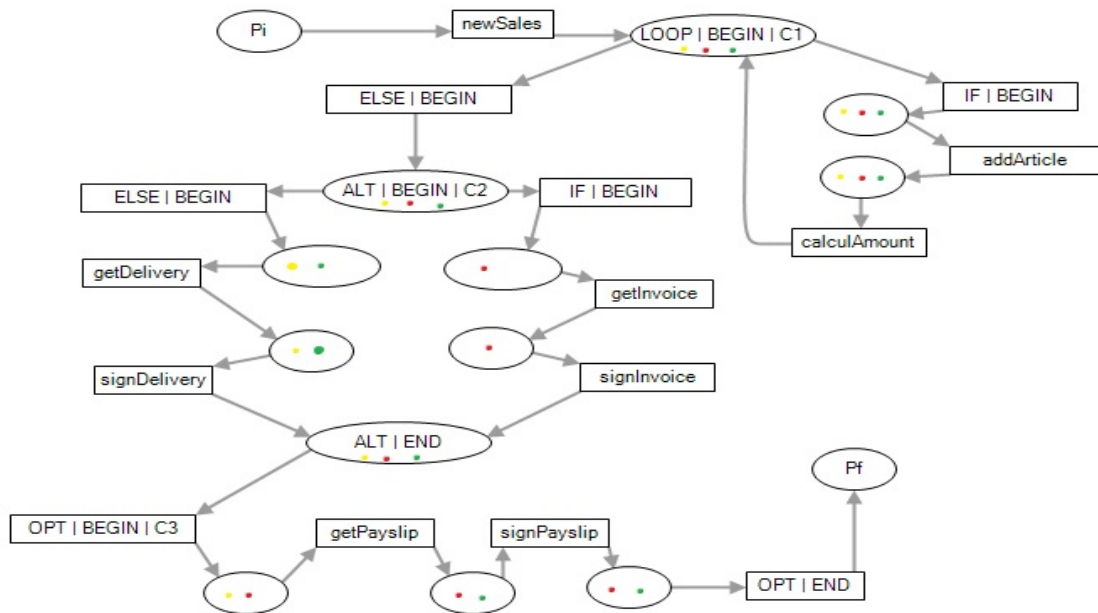 Pi
newSales
LOOP | BEGIN | C1
ELSE | BEGIN
IF | BEGIN
addArticle
ELSE | BEGIN
ALT | BEGIN | C2
IF | BEGIN
calculAmount
getDelivery
getInvoice
signDelivery
signInvoice
ALT | END
Pf
OPT | BEGIN | C3
getPayslip
signPayslip
OPT | END